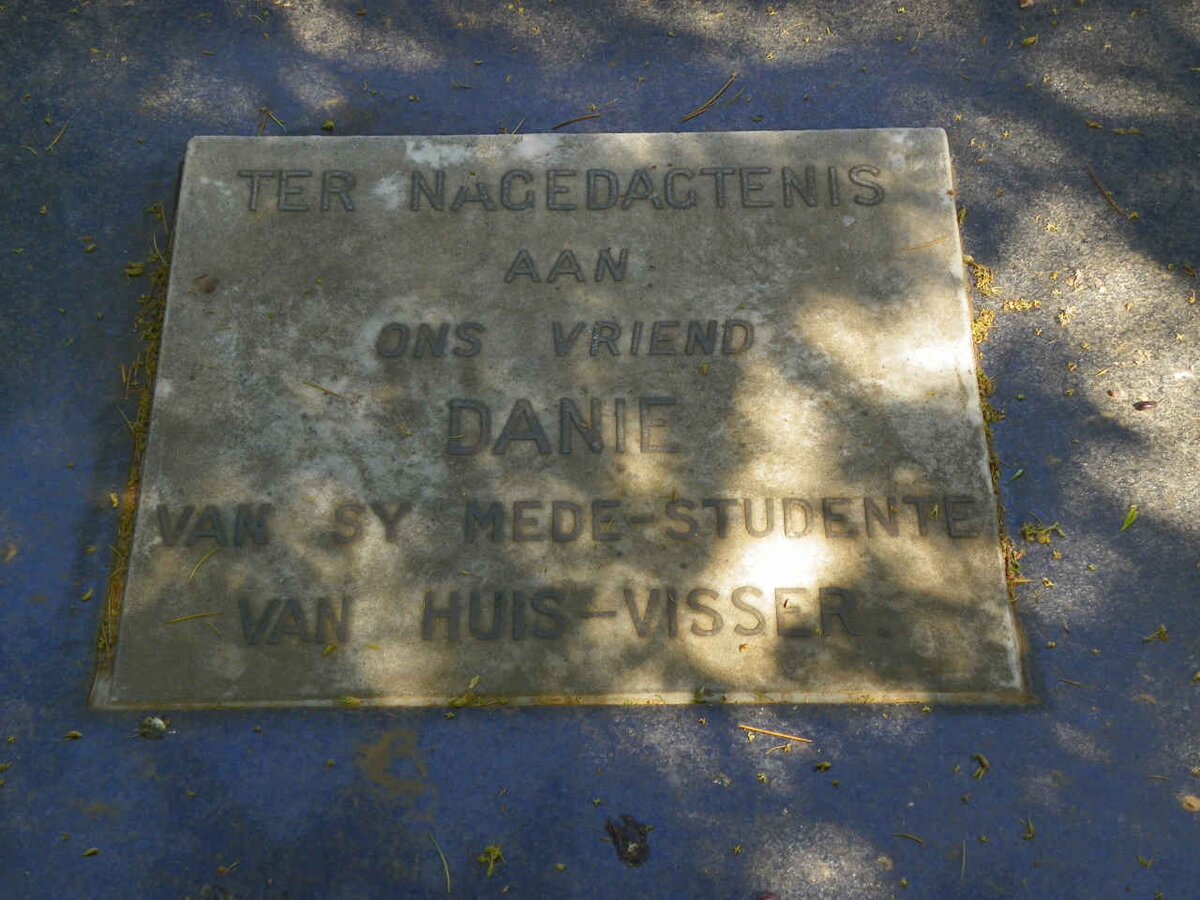 TER NAGEDAGTENIS
AAN
ONS VRIEND
DANIE
VAN SY MEDE-STUDENTE
VAN HUIS-VISSER